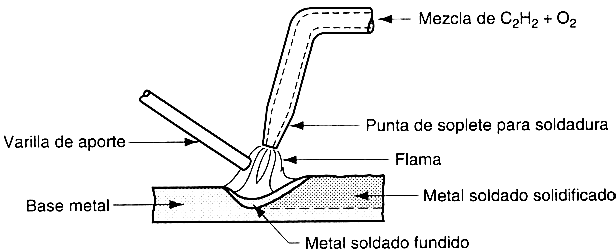 Mezcla de C₂H₂ + O₂
Punta de soplete para soldadura
Varilla de aporte
Flama
Metal soldado solidificado
Base metal
Metal soldado fundido